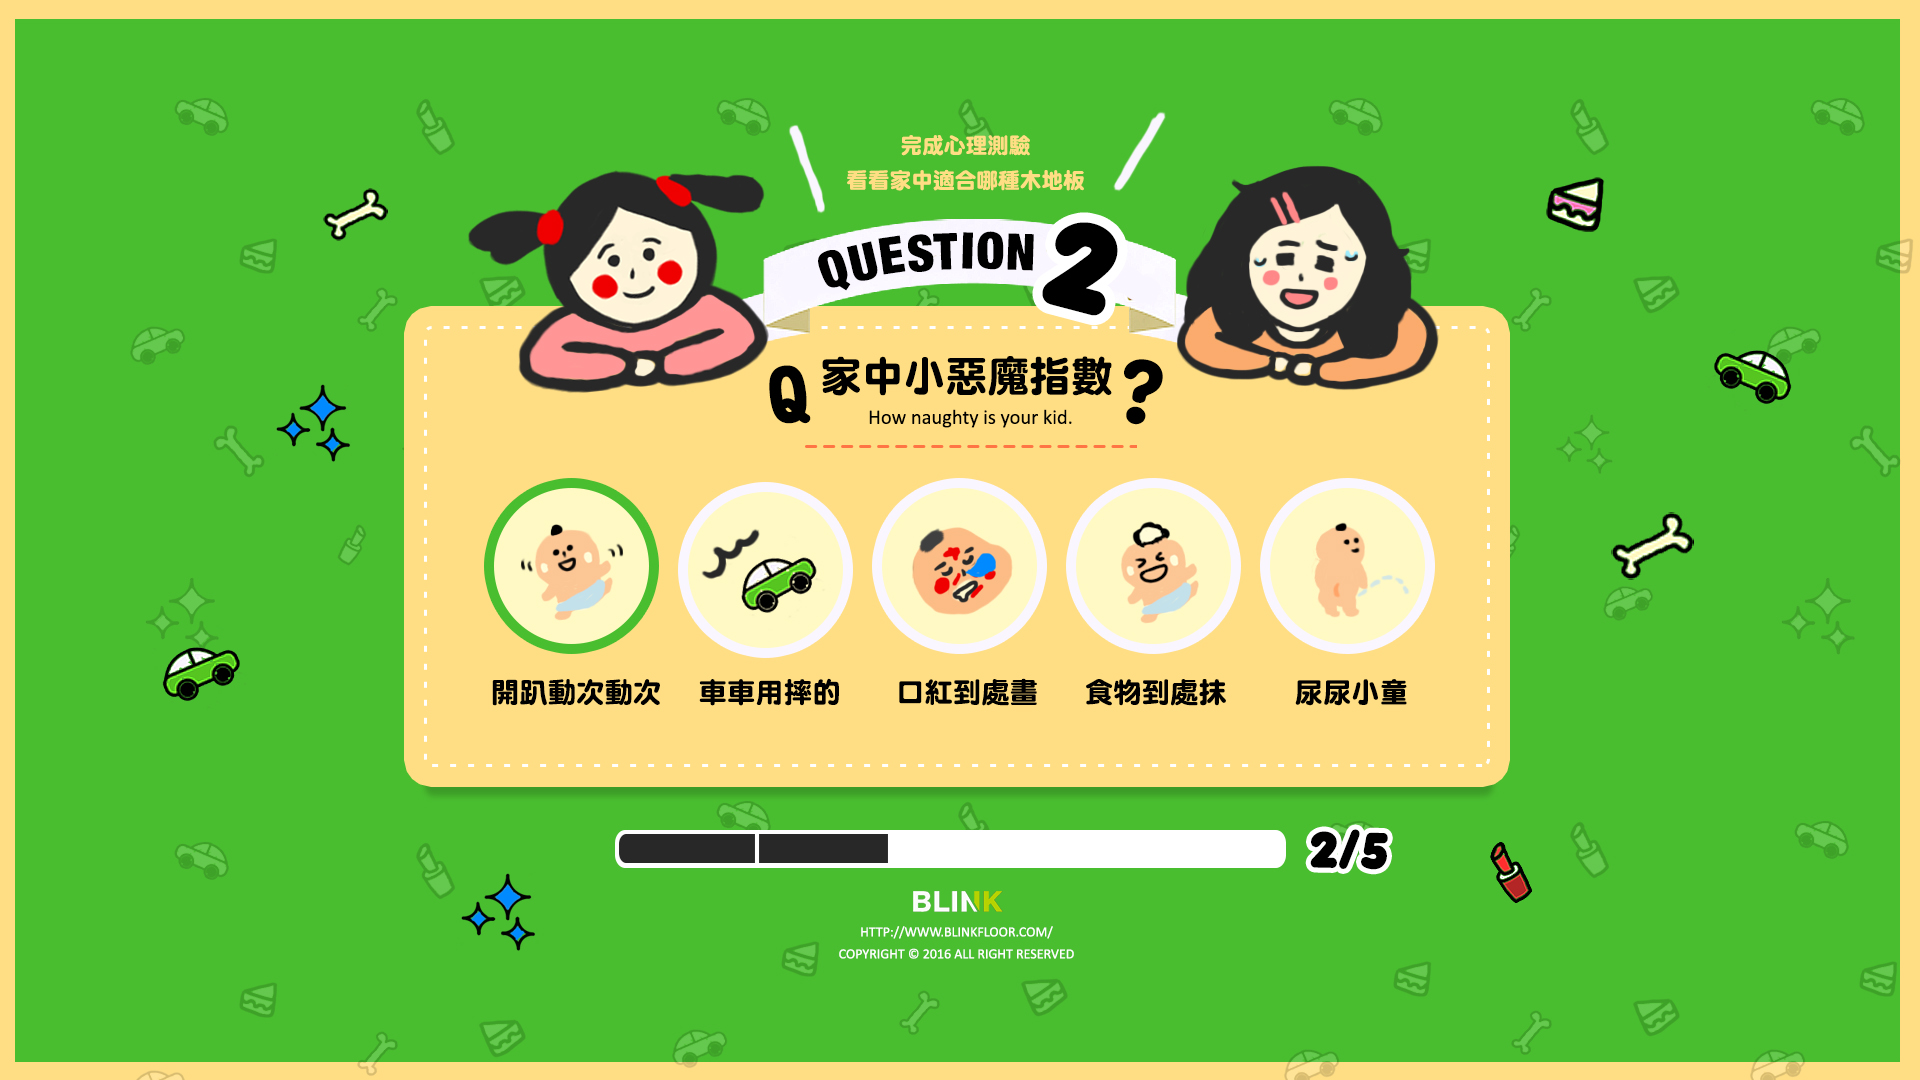 完成心理測驗
看看家中適合哪種木地板
QUESTION 2
Q 家中小惡魔指數 ?
How naughty is your kid.
開趴動次動次
車車用摔的
口紅到處畫
食物到處抹
尿尿小童
2/5
BLINK
HTTP://WWW.BLINKFLOOR.COM/
COPYRIGHT © 2016 ALL RIGHT RESERVED